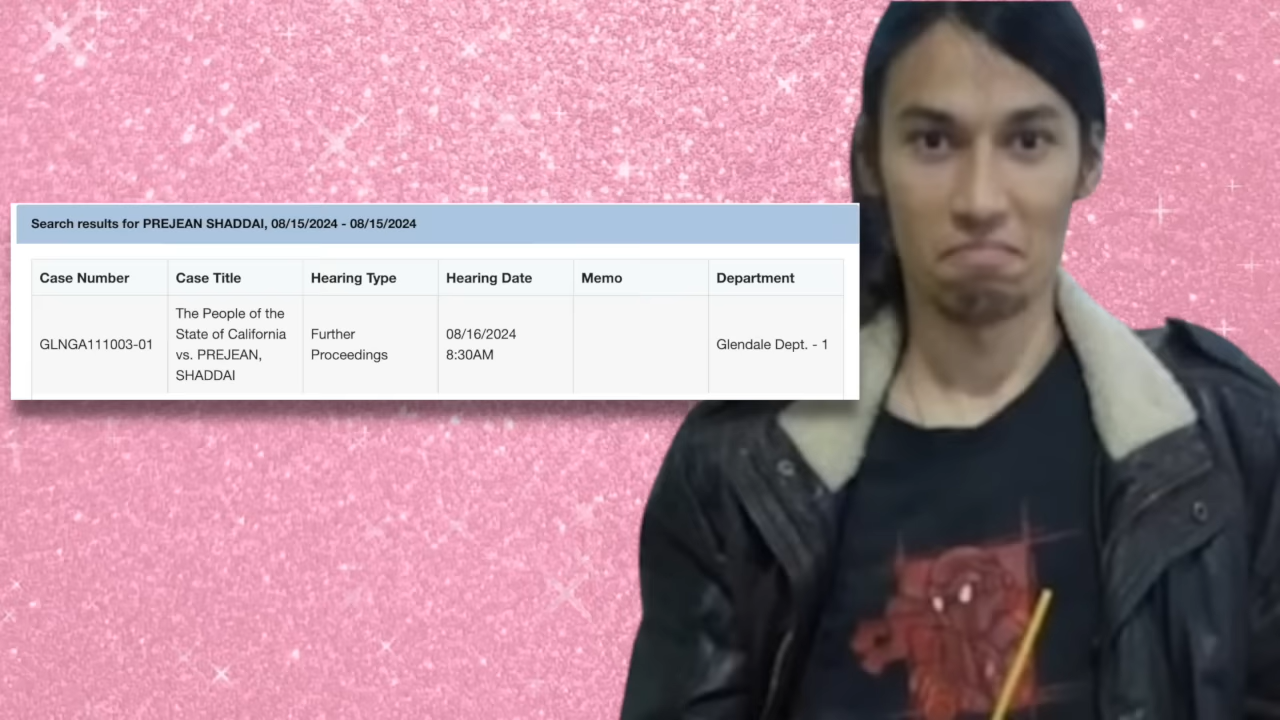 Search results for PREJEAN SHADDAI, 08/15/2024 - 08/15/2024
Case Number Case Title Hearing Type Hearing Date Memo Department
GLNGA111003-01
The People of the
State of California
vs. PREJEAN,
SHADDAI
Further
Proceedings
08/16/2024
8:30AM
Glendale Dept. - 1